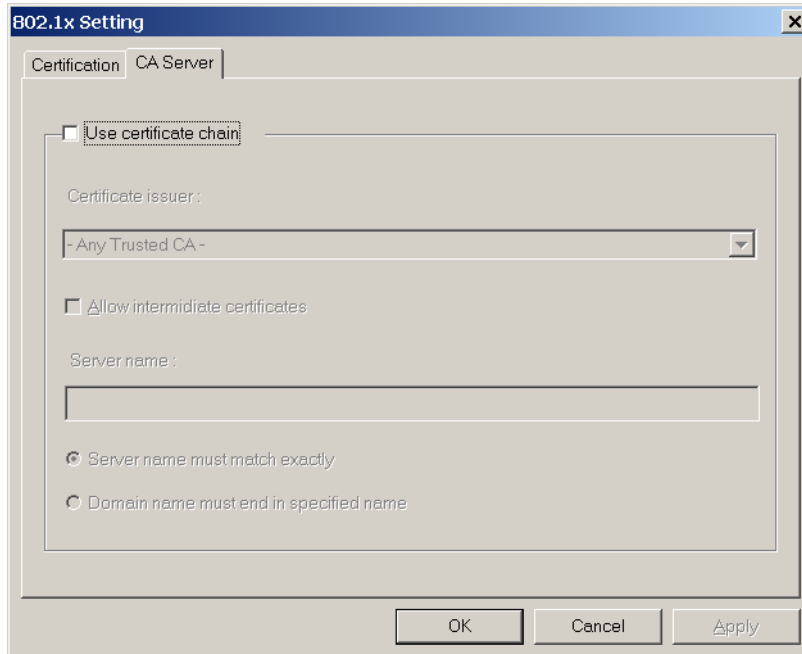 802.1x Setting
Certification CA Server
Use certificate chain
Certificate issuer :
- Any Trusted CA -
Allow intermidiate certificates
Server name :
Server name must match exactly
Domain name must end in specified name
OK Cancel Apply